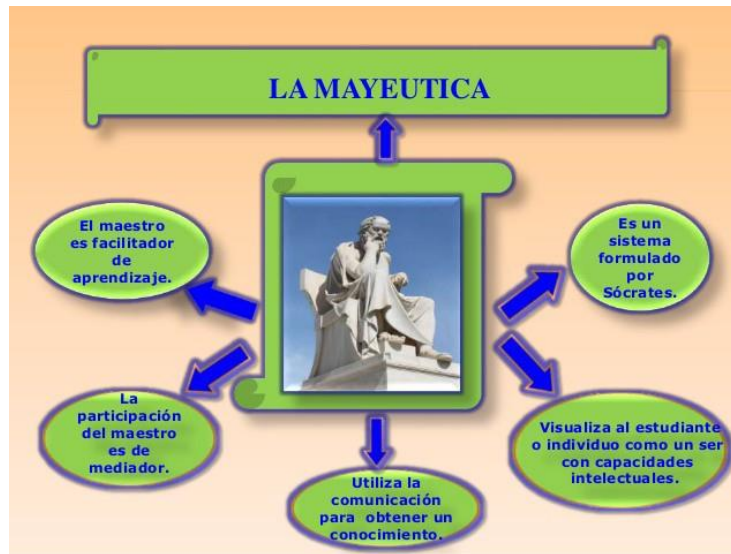 LA MAYEUTICA
El maestro
es facilitador
de
aprendizaje.
Es un
sistema
formulado
por
Sócrates.
La
participación
del maestro
es de
mediador.
Visualiza al estudiante
o individuo como un ser
con capacidades
intelectuales.
Utiliza la
comunicación
para obtener un
conocimiento.